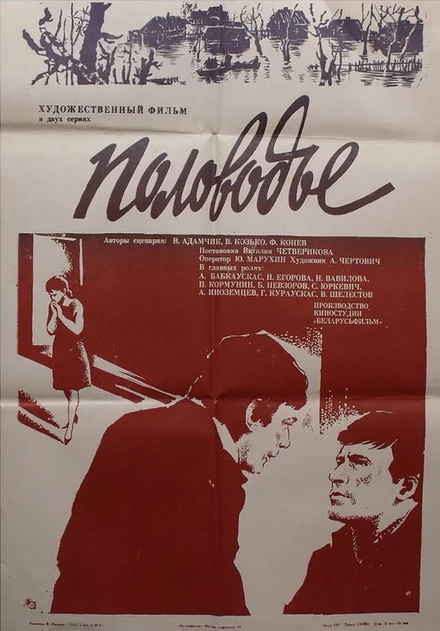 ХУДОЖЕСТВЕННЫЙ ФИЛЬМ
в двух сериях
Половодье
Авторы сценария: В. АДАМЧИК, В. КОЗЬКО, Ф. КОНЕВ
Постановка Виталия ЧЕТВЕРИКОВА
Оператор Ю. МАРУХИН Художник А. ЧЕРТОВИЧ
В главных ролях:
А. БАБКАУСКАС, Н. ЕГОРОВА, Н. ВАВИЛОВА,
П. КОРМУНИН, Б. НЕВЗОРОВ, С. ЮРКЕВИЧ,
А. ИНОЗЕМЦЕВ, Г. КУРАУСКАС, В. ШЕЛЕСТОВ
ПРОИЗВОДСТВО
КИНОСТУДИИ
«БЕЛАРУСЬФИЛЬМ»